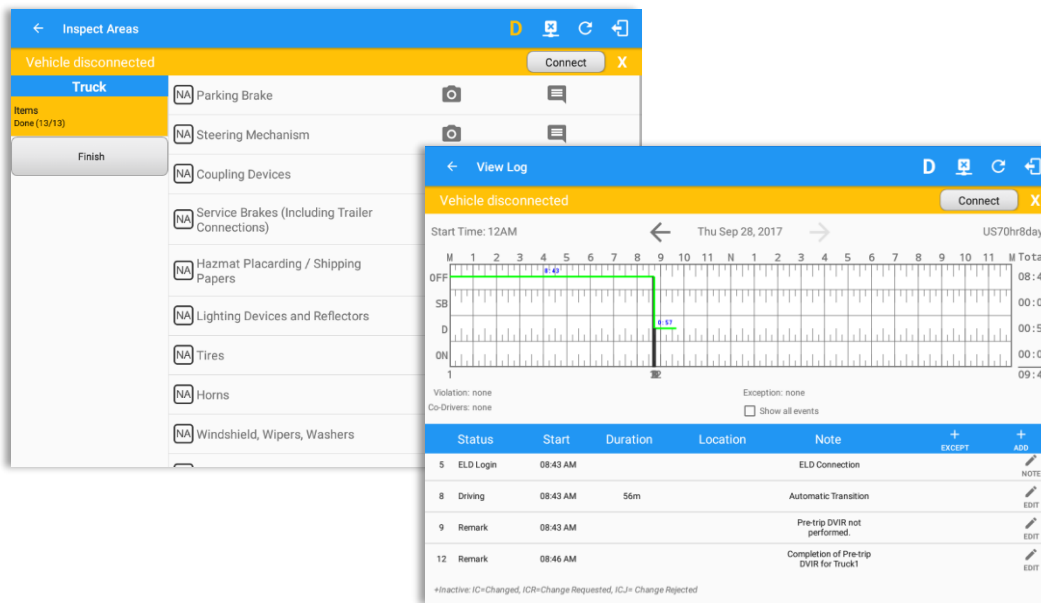 Inspect Areas
D
Vehicle disconnected
Connect
X
Truck
Items
Done (13/13)
Finish
NA Parking Brake
NA Steering Mechanism
NA Coupling Devices
NA Service Brakes (Including Trailer
Connections)
NA Hazmat Placarding / Shipping
Papers
NA Lighting Devices and Reflectors
NA Tires
NA Horns
NA Windshield, Wipers, Washers
View Log
D
Vehicle disconnected
Connect
X
Start Time: 12AM
Thu Sep 28, 2017
US70hr8day
M 1 2 3 4 5 6 7 8 9 10 11 N 1 2 3 4 5 6 7 8 9 10 11 M Tota
OFF 8:43 08:4
SB 00:0
D 0:57 00:5
ON 00:0
1 12 09:4
Violation: none
Exception: none
Co-Drivers: none
Show all events
Status Start Duration Location Note + EXCEPT + ADD
5 ELD Login 08:43 AM ELD Connection NOTE
8 Driving 08:43 AM 56m Automatic Transition EDIT
9 Remark 08:43 AM Pre-trip DVIR not
performed. EDIT
12 Remark 08:46 AM Completion of Pre-trip
DVIR for Truck1 EDIT
+Inactive: IC=Changed, ICR=Change Requested, ICJ= Change Rejected